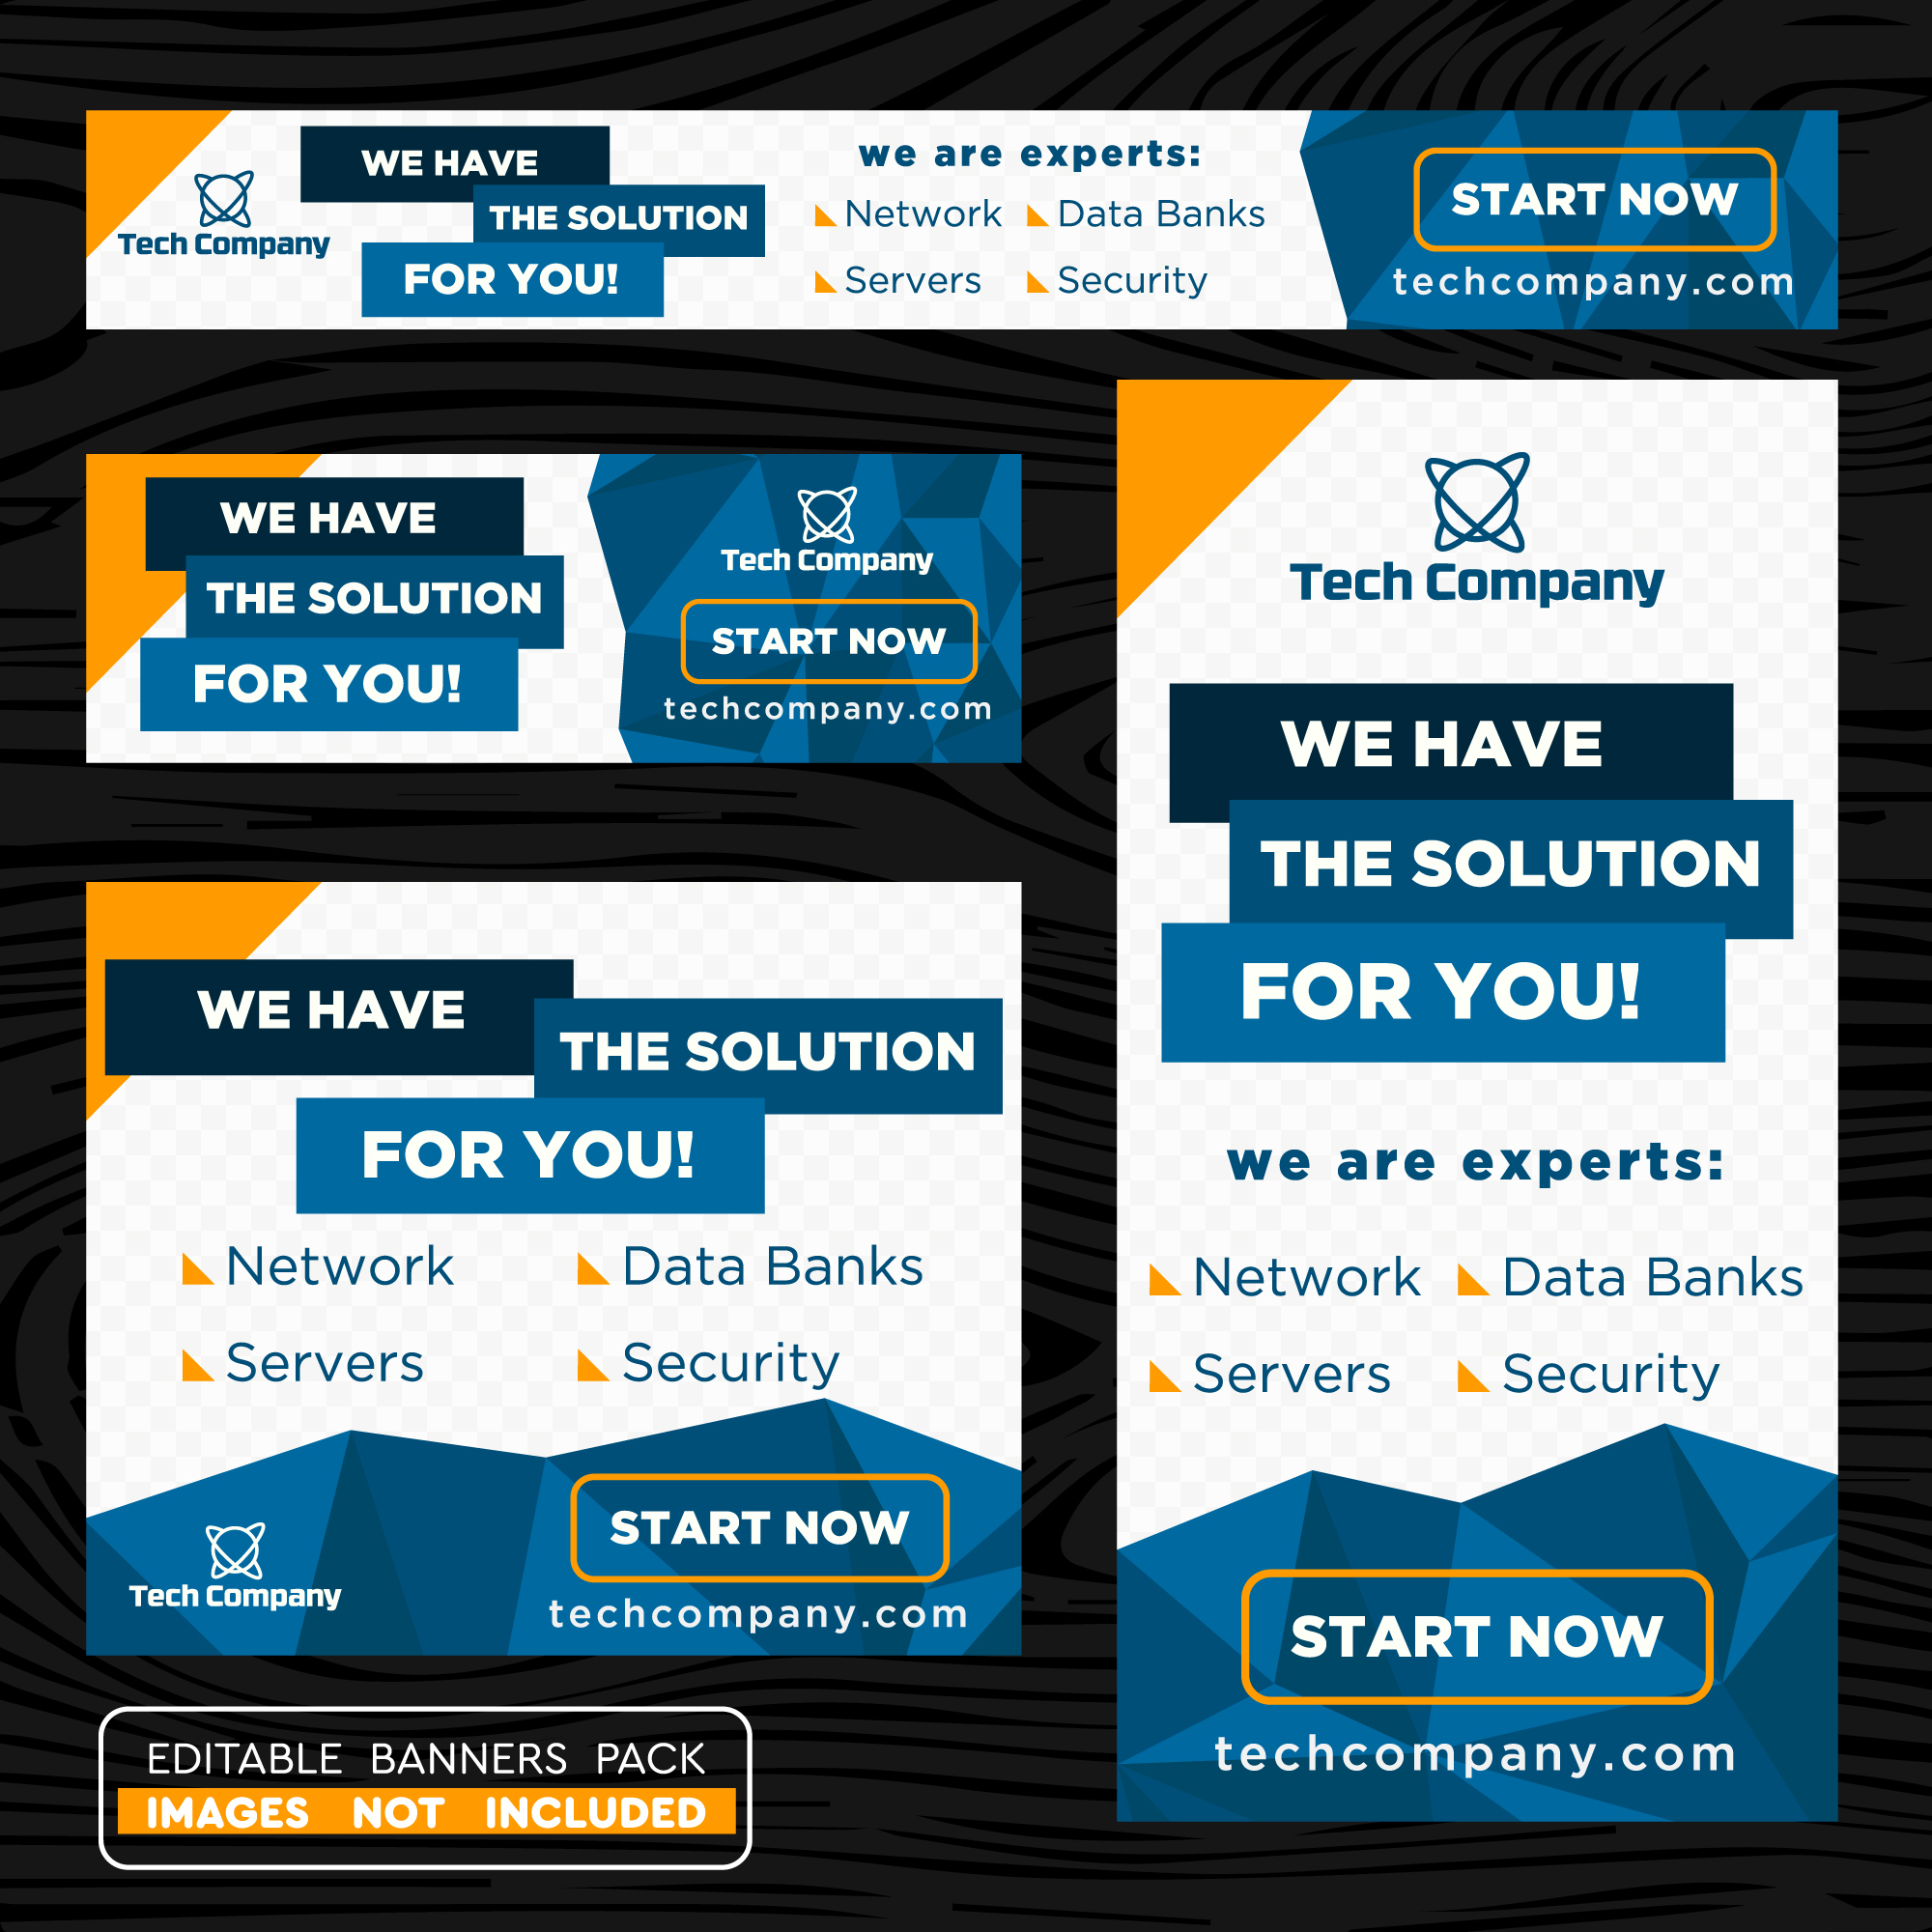 Tech Company
WE HAVE
THE SOLUTION
FOR YOU!
we are experts:
Network Data Banks
Servers Security
START NOW
techcompany.com
WE HAVE
THE SOLUTION
FOR YOU!
Tech Company
START NOW
techcompany.com
Tech Company
WE HAVE
THE SOLUTION
FOR YOU!
we are experts:
Network Data Banks
Servers Security
START NOW
techcompany.com
WE HAVE
THE SOLUTION
FOR YOU!
Network Data Banks
Servers Security
Tech Company
START NOW
techcompany.com
EDITABLE BANNERS PACK
IMAGES NOT INCLUDED